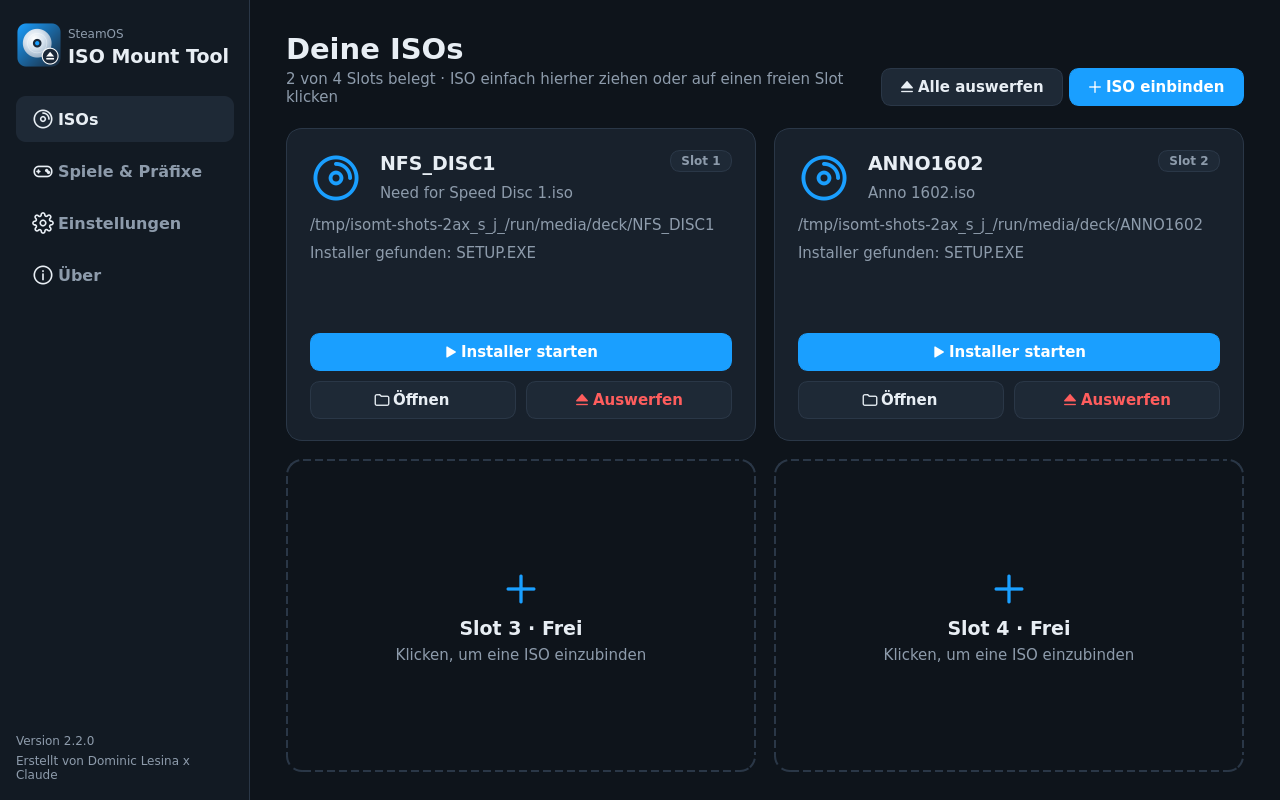 SteamOS
ISO Mount Tool
ISOs
Spiele & Präfixe
Einstellungen
Über
Version 2.2.0
Erstellt von Dominic Lesina x
Claude
Deine ISOs
2 von 4 Slots belegt · ISO einfach hierher ziehen oder auf einen freien Slot
klicken
Alle auswerfen
ISO einbinden
NFS_DISC1
Slot 1
Need for Speed Disc 1.iso
/tmp/isomt-shots-2ax_s_j_/run/media/deck/NFS_DISC1
Installer gefunden: SETUP.EXE
Installer starten
Öffnen
Auswerfen
ANNO1602
Slot 2
Anno 1602.iso
/tmp/isomt-shots-2ax_s_j_/run/media/deck/ANNO1602
Installer gefunden: SETUP.EXE
Installer starten
Öffnen
Auswerfen
Slot 3 · Frei
Klicken, um eine ISO einzubinden
Slot 4 · Frei
Klicken, um eine ISO einzubinden